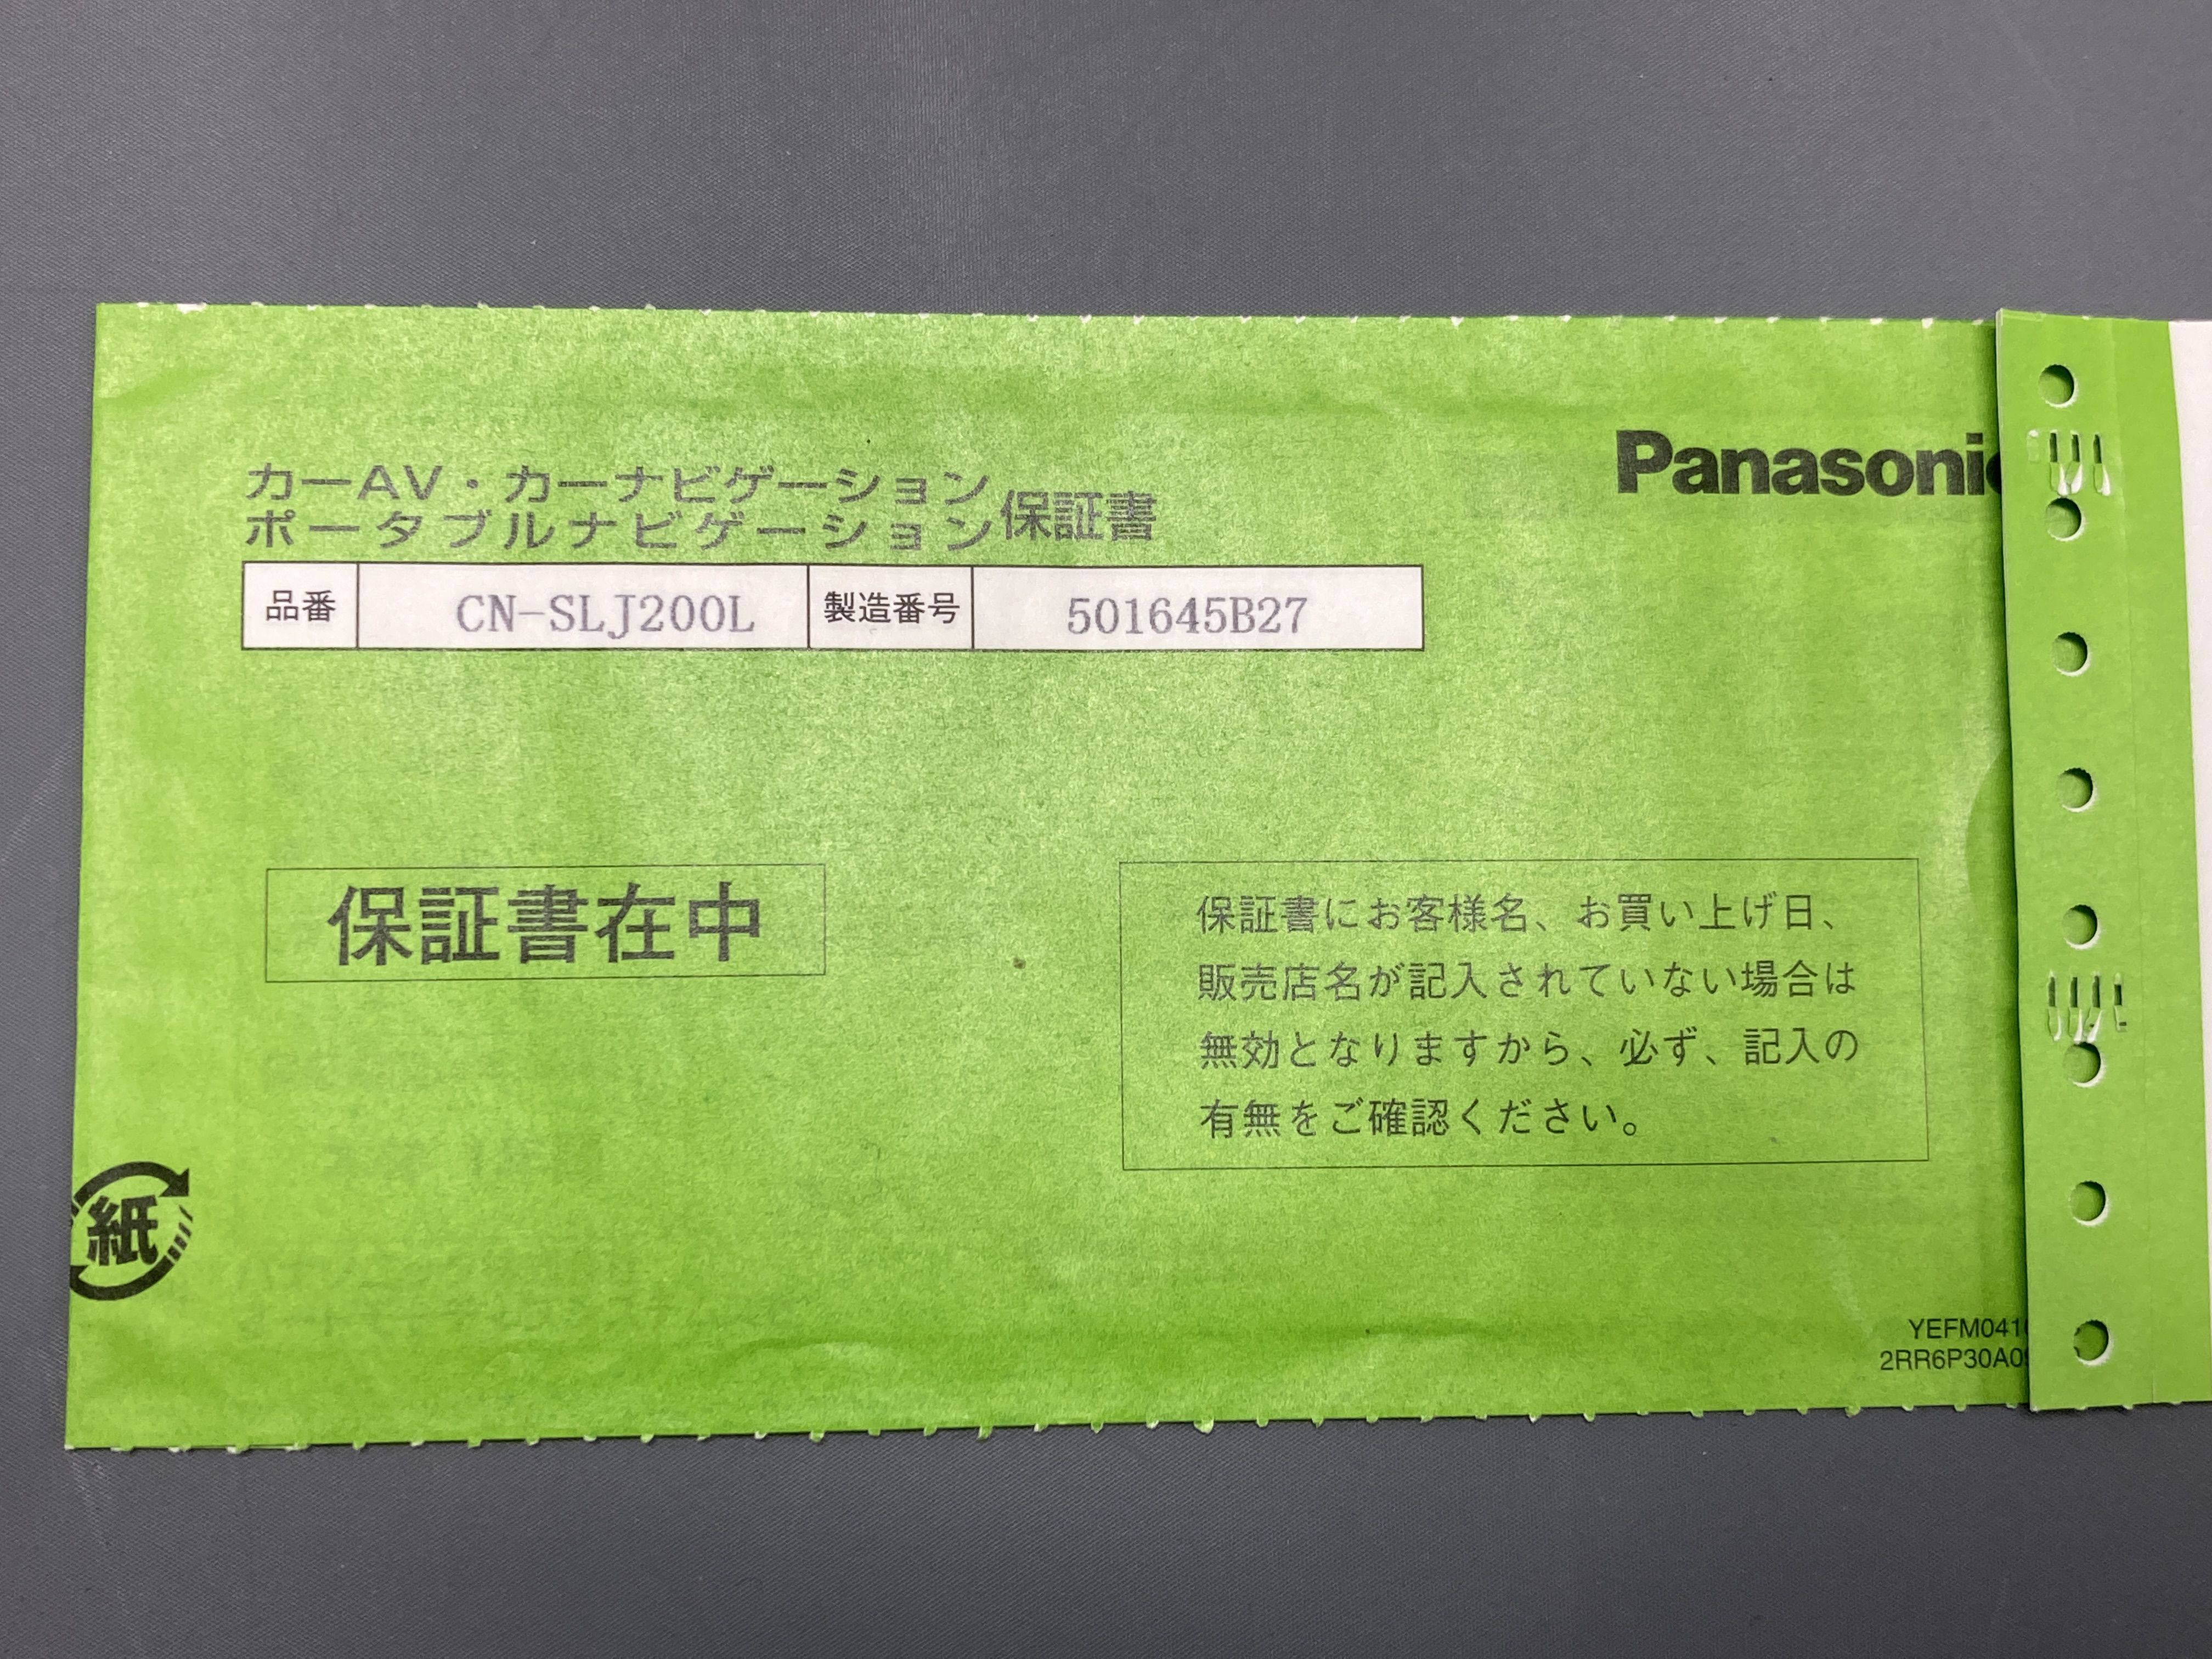 カーAV・カーナビゲーション
ポータブルナビゲーション
保証書
Panasonic
品番 CN-SLJ200L 製造番号 501645B27
保証書在中
保証書にお客様名、お買い上げ日、
販売店名が記入されていない場合は
無効となりますから、必ず、記入の
有無をご確認ください。
紙